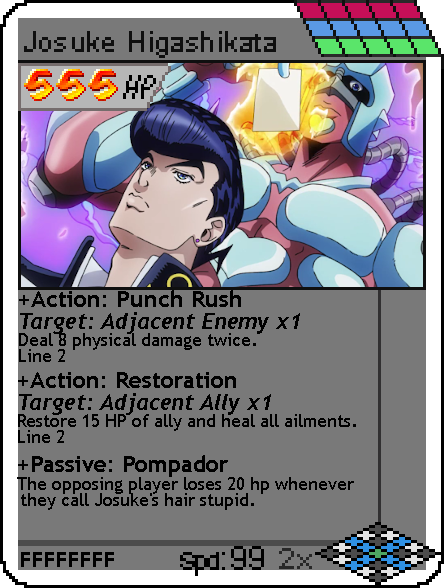 Josuke Higashikata
555 HP
+Action: Punch Rush
Target: Adjacent Enemy x1
Deal 8 physical damage twice.
Line 2
+Action: Restoration
Target: Adjacent Ally x1
Restore 15 HP of ally and heal all ailments.
Line 2
+Passive: Pompador
The opposing player loses 20 hp whenever
they call Josuke's hair stupid.
FFFFFFFF spd:99 2x